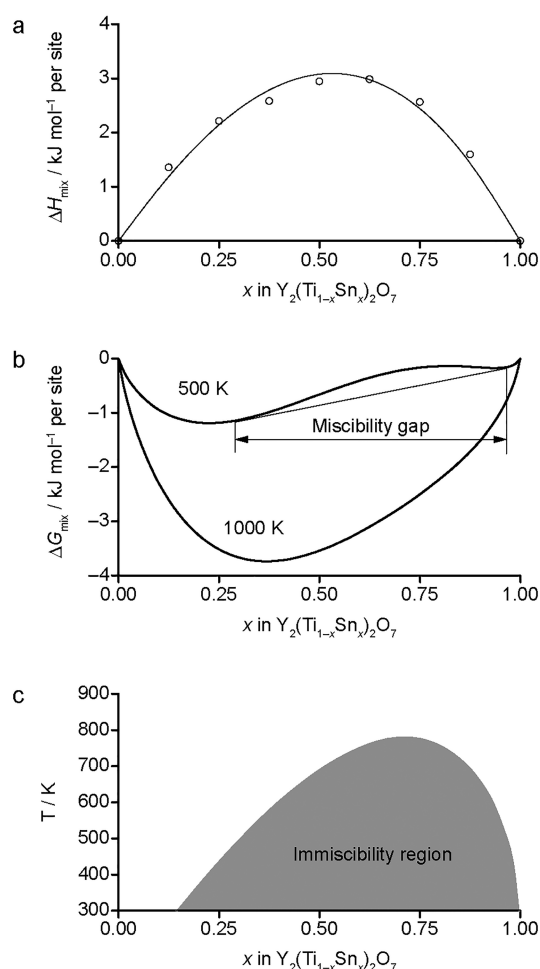 a
4
3
2
1
0
ΔHmix / kJ mol⁻¹ per site
0.00 0.25 0.50 0.75 1.00
x in Y₂(Ti₁₋ₓSnₓ)₂O₇
b
0
−1
−2
−3
−4
ΔGmix / kJ mol⁻¹ per site
500 K
Miscibility gap
1000 K
0.00 0.25 0.50 0.75 1.00
x in Y₂(Ti₁₋ₓSnₓ)₂O₇
c
900
800
700
600
500
400
300
T / K
Immiscibility region
0.00 0.25 0.50 0.75 1.00
x in Y₂(Ti₁₋ₓSnₓ)₂O₇